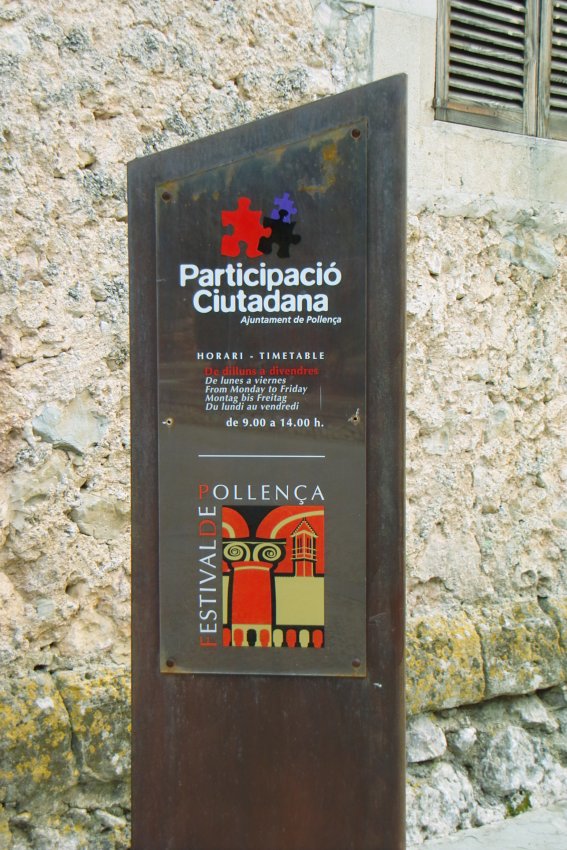 Participació
Ciutadana
Ajuntament de Pollença
HORARI - TIMETABLE
De dilluns a divendres
De lunes a viernes
From Monday to Friday
Montag bis Freitag
Du lundi au vendredi
de 9.00 a 14.00 h.
FESTIVAL DE
POLLENÇA